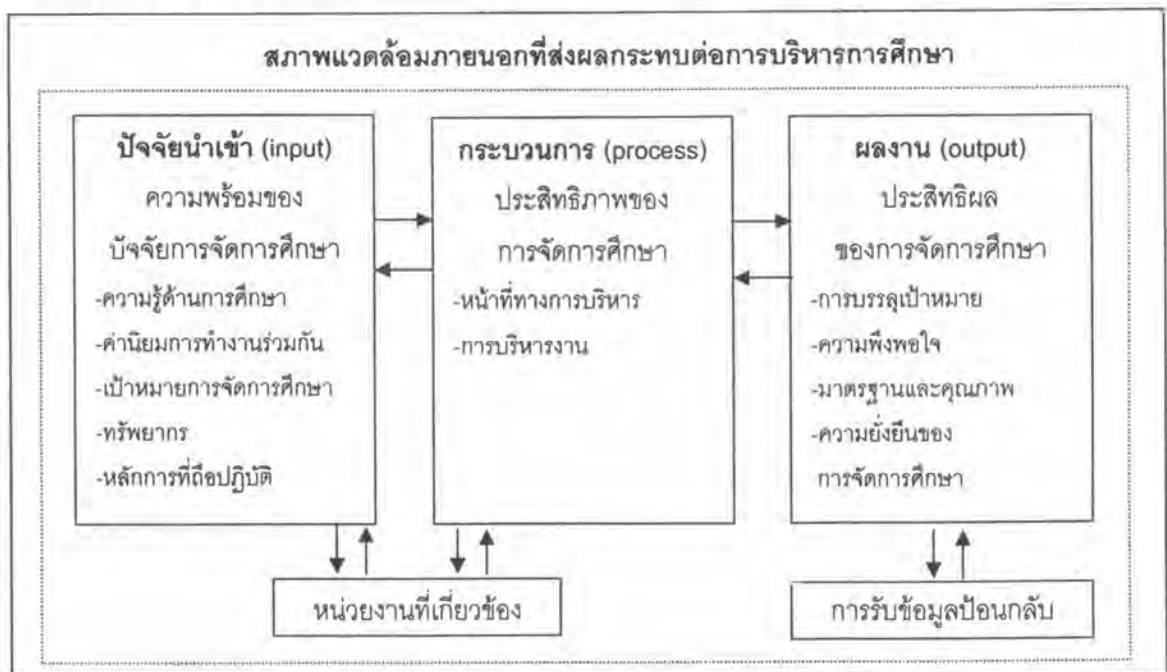 สภาพแวดล้อมภายนอกที่ส่งผลกระทบต่อการบริหารการศึกษา
ปัจจัยนำเข้า (input)
ความพร้อมของ
ปัจจัยการจัดการศึกษา
-ความรู้ด้านการศึกษา
-ค่านิยมการทำงานร่วมกัน
-เป้าหมายการจัดการศึกษา
-ทรัพยากร
-หลักการที่ถือปฏิบัติ
กระบวนการ (process)
ประสิทธิภาพของ
การจัดการศึกษา
-หน้าที่ทางการบริหาร
-การบริหารงาน
ผลงาน (output)
ประสิทธิผล
ของการจัดการศึกษา
-การบรรลุเป้าหมาย
-ความพึงพอใจ
-มาตรฐานและคุณภาพ
-ความยั่งยืนของ
การจัดการศึกษา
หน่วยงานที่เกี่ยวข้อง
การรับข้อมูลป้อนกลับ